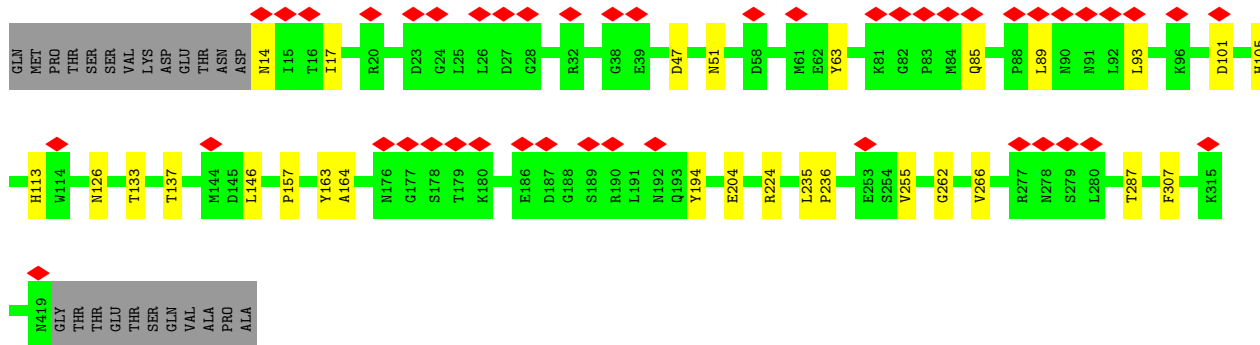 GLN MET PRO THR SER SER VAL LYS ASP GLU THR ASN ASP N14 I15 T16 I17 R20 D23 G24 L25 L26 D27 G28 R32 G38 E39 D47 N51 D58 M61 E62 Y63 K81 G82 P83 M84 Q85 P88 L89 N90 N91 L92 L93 K96 D101 H105
H113 W114 N126 T133 T137 M144 D145 L146 P157 Y163 A164 N176 G177 S178 T179 K180 E186 D187 G188 S189 R190 L191 N192 Q193 Y194 E204 R224 L235 P236 E253 S254 V255 G262 V266 R277 N278 S279 L280 T287 F307 K315
N419 GLY THR THR GLU THR SER GLN VAL ALA PRO ALA